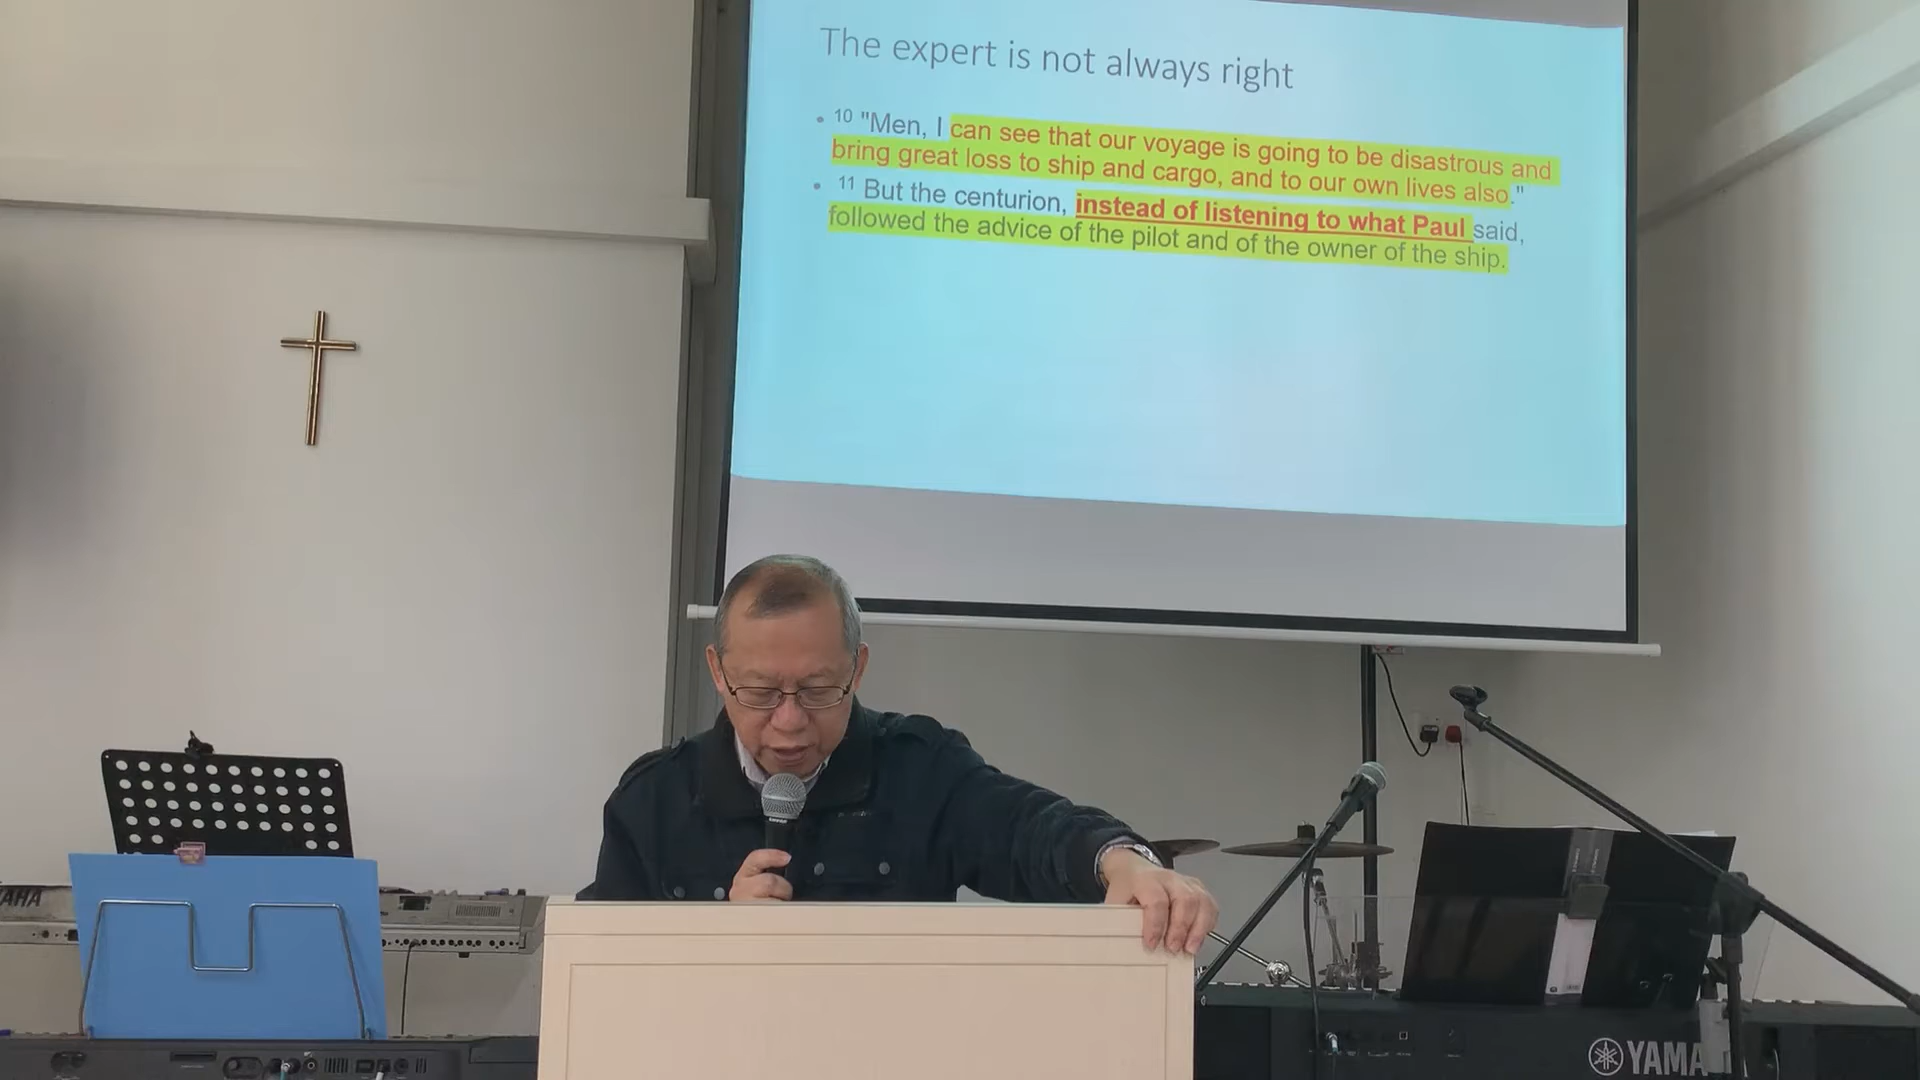 The expert is not always right
• 10 "Men, I can see that our voyage is going to be disastrous and
bring great loss to ship and cargo, and to our own lives also."
• 11 But the centurion, instead of listening to what Paul said,
followed the advice of the pilot and of the owner of the ship.
AHA
YAMA